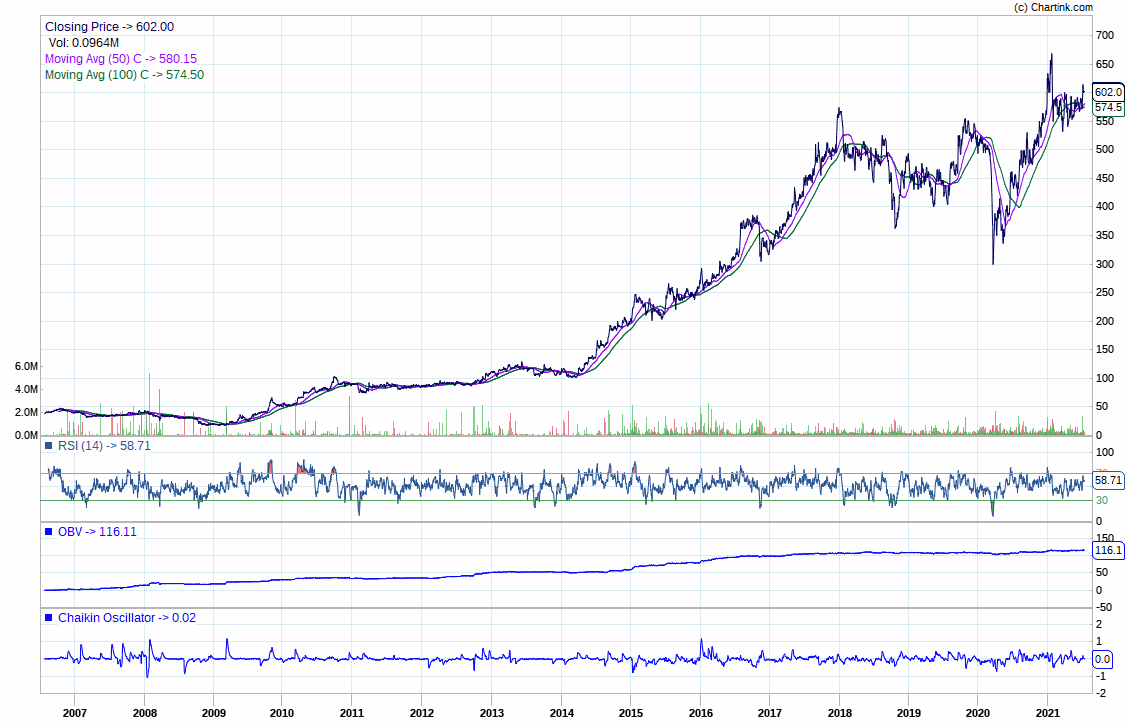 (c) Chartink.com
Closing Price -> 602.00
Vol: 0.0964M
Moving Avg (50) C -> 580.15
Moving Avg (100) C -> 574.50
700
650
602.0
574.5
550
500
450
400
350
300
250
200
150
100
50
0
6.0M
4.0M
2.0M
0.0M
RSI (14) -> 58.71
100
70
58.71
30
0
OBV -> 116.11
150
116.1
50
0
-50
Chaikin Oscillator -> 0.02
2
1
0.0
-1
-2
2007 2008 2009 2010 2011 2012 2013 2014 2015 2016 2017 2018 2019 2020 2021